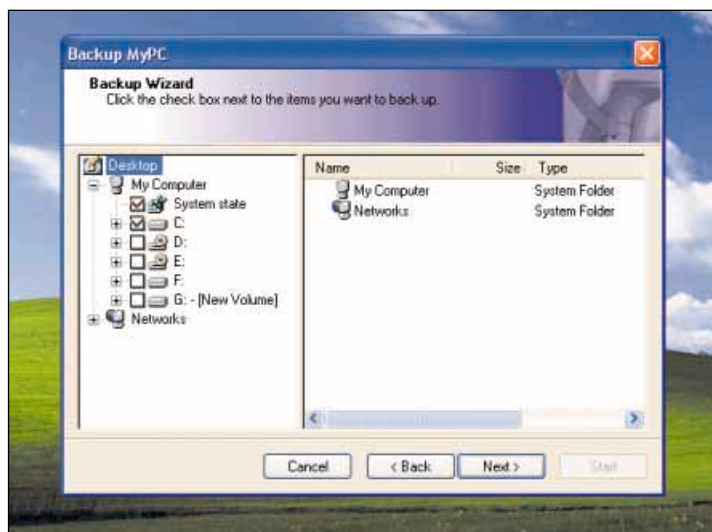 Backup MyPC
Backup Wizard
Click the check box next to the items you want to back up.
Desktop
My Computer
System state
C:
D:
E:
F:
G: - [New Volume]
Networks
Name Size Type
My Computer System Folder
Networks System Folder
Cancel < Back Next > Start